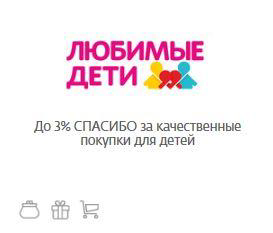 ЛЮБИМЫЕ
ДЕТИ
До 3% СПАСИБО за качественные
покупки для детей